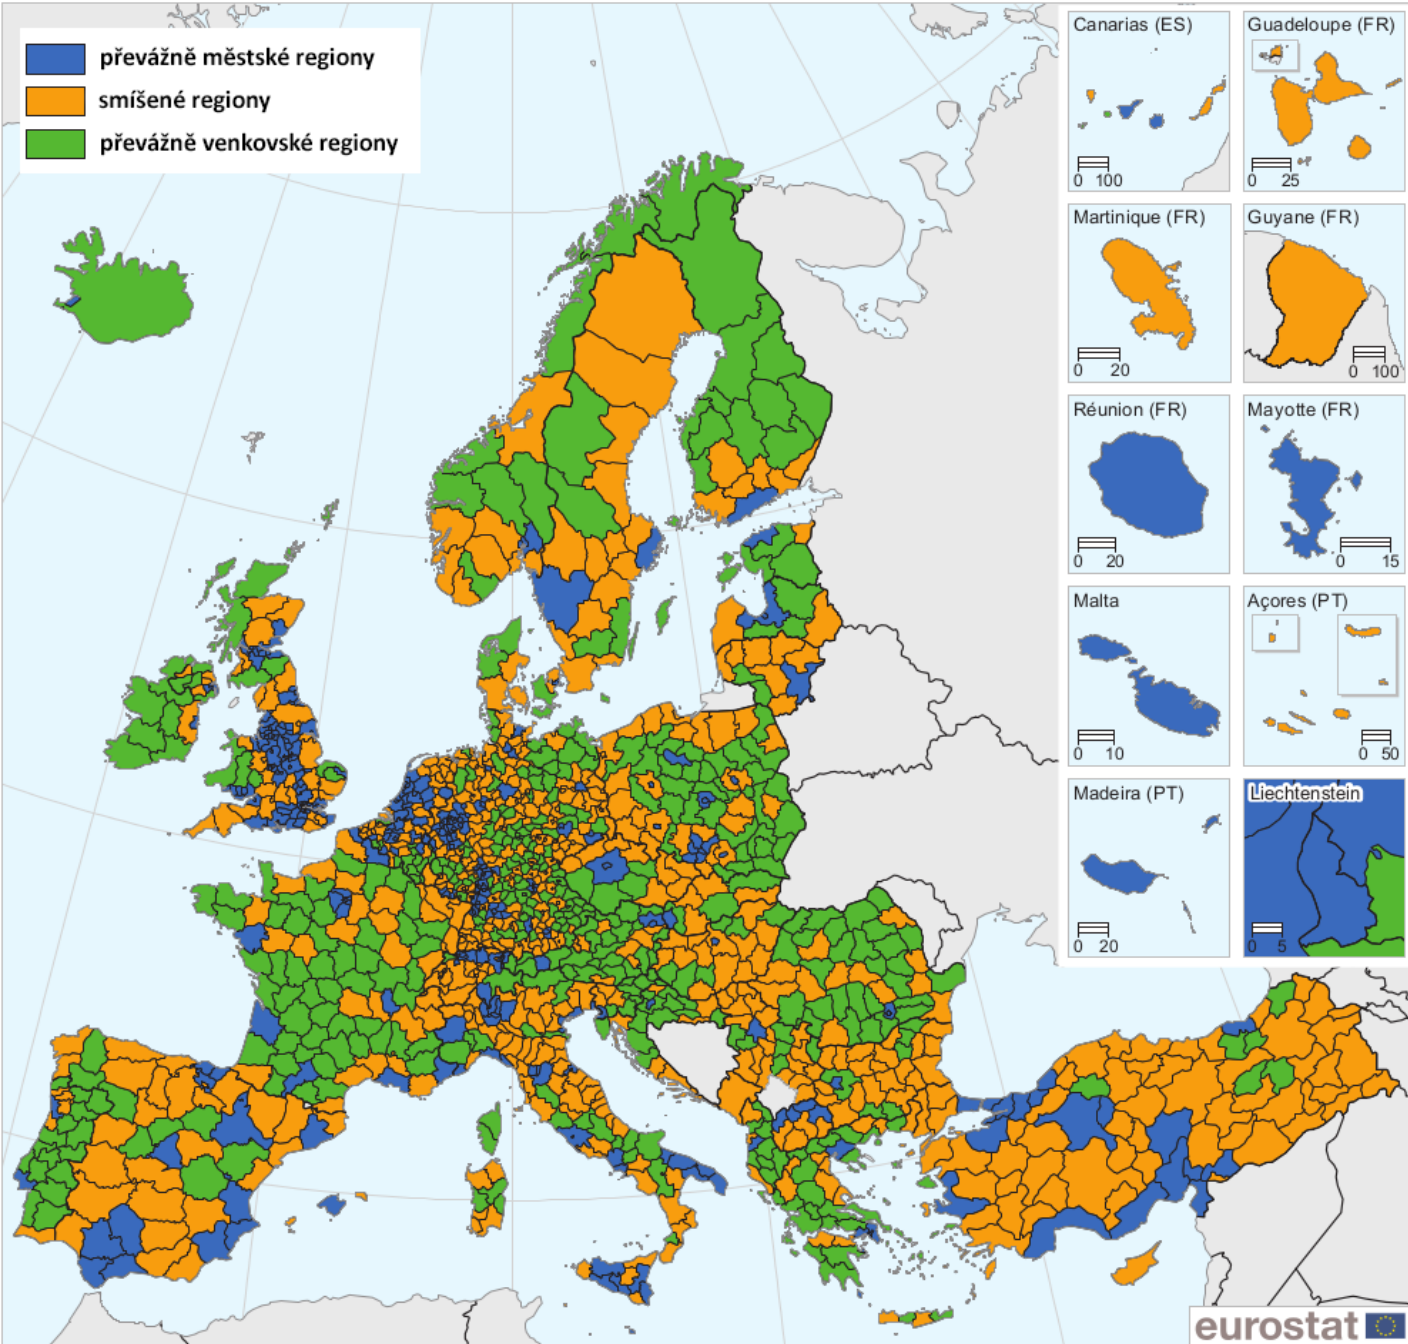 převážně městské regiony
smíšené regiony
převážně venkovské regiony
Canarias (ES)
0 100
Guadeloupe (FR)
0 25
Martinique (FR)
0 20
Guyane (FR)
0 100
Réunion (FR)
0 20
Mayotte (FR)
0 15
Malta
0 10
Açores (PT)
0 50
Madeira (PT)
0 20
Liechtenstein
0 5
eurostat